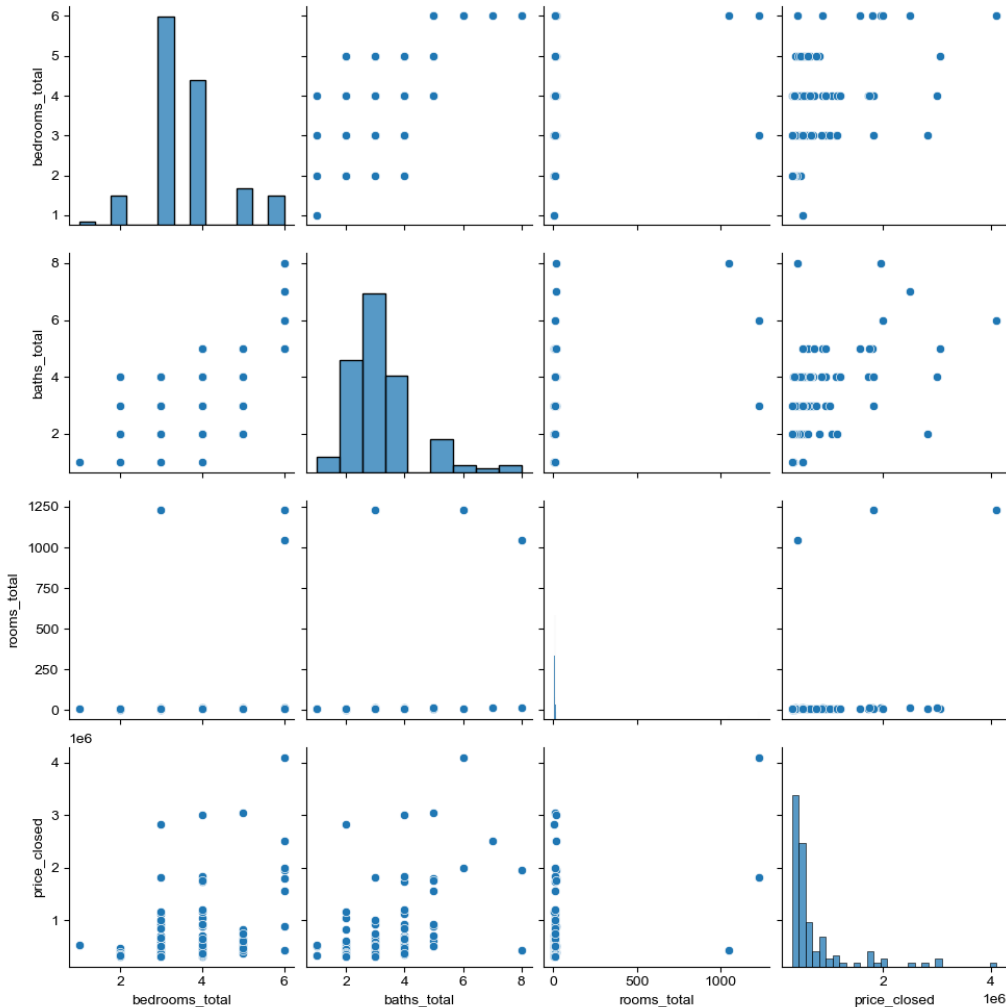 6
5
4
3
2
1
bedrooms_total
8
6
4
2
baths_total
1250
1000
750
500
250
0
rooms_total
1e6
4
3
2
1
price_closed
2 4 6
bedrooms_total
2 4 6 8
baths_total
0 500 1000
rooms_total
2 4
1e6
price_closed